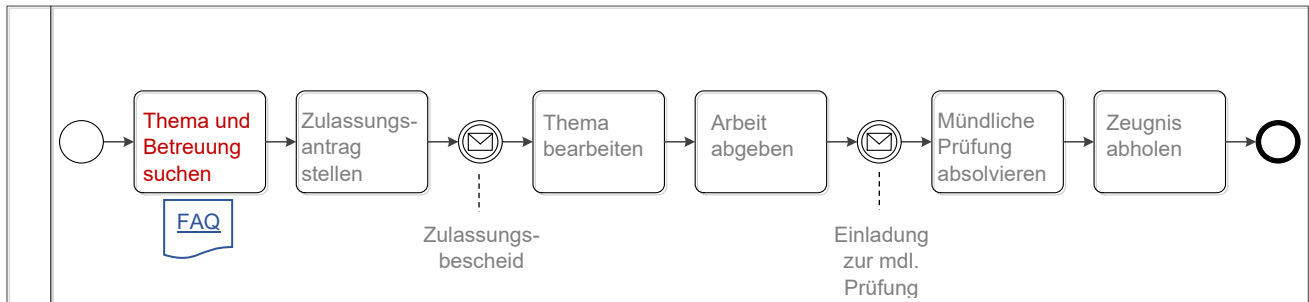 Thema und
Betreuung
suchen
FAQ
Zulassungs-
antrag
stellen
Zulassungs-
bescheid
Thema
bearbeiten
Arbeit
abgeben
Einladung
zur mdl.
Prüfung
Mündliche
Prüfung
absolvieren
Zeugnis
abholen